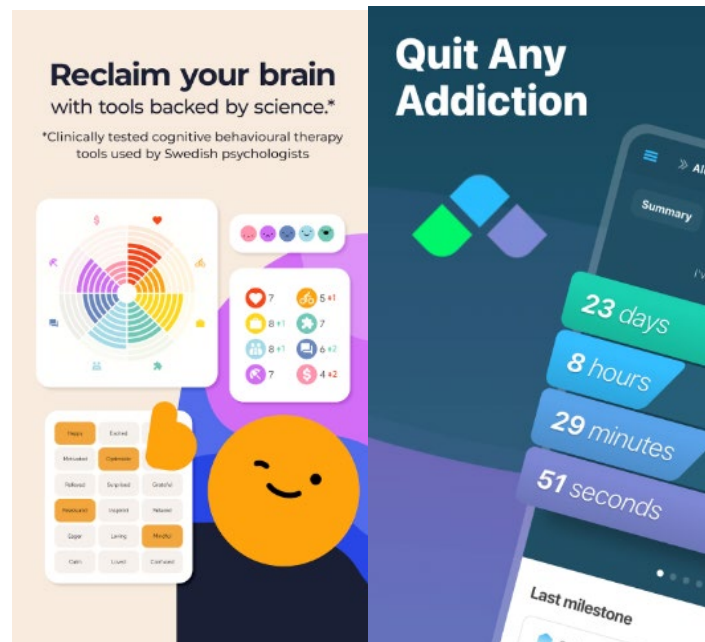 Reclaim your brain
with tools backed by science.*
*Clinically tested cognitive behavioural therapy
tools used by Swedish psychologists
$
7
5 +1
8 +1
7
8 +1
6 +2
7
$ 4 +2
Happy Excited
Motivated Optimistic
Relieved Surprised Grateful
Reassured Inspired Relaxed
Eager Loving Mindful
Calm Loved Confused
Quit Any
Addiction
Summary
23 days
8 hours
29 minutes
51 seconds
Last milestone